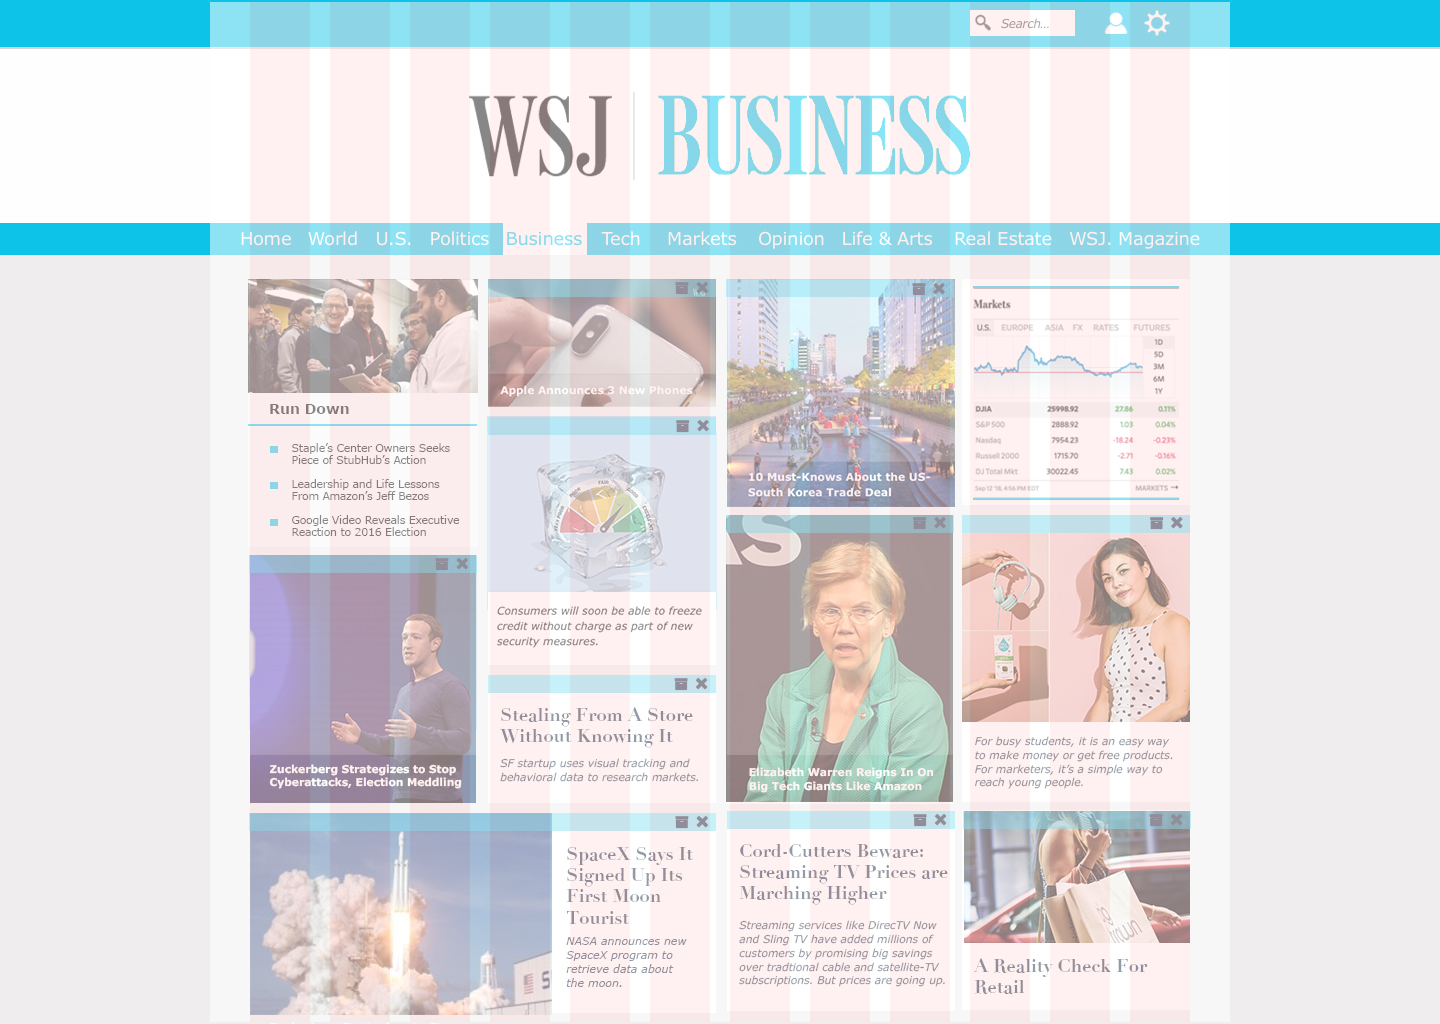 Search...
WSJ BUSINESS
Home World U.S. Politics Business Tech Markets Opinion Life & Arts Real Estate WSJ. Magazine
Run Down
Staple's Center Owners Seeks
Piece of StubHub's Action
Leadership and Life Lessons
From Amazon's Jeff Bezos
Google Video Reveals Executive
Reaction to 2016 Election
Zuckerberg Strategizes to Stop
Cyberattacks, Election Meddling
Apple Announces 3 New Phones
POOR
FAIR
Consumers will soon be able to freeze
credit without charge as part of new
security measures.
Stealing From A Store
Without Knowing It
SF startup uses visual tracking and
behavioral data to research markets.
SpaceX Says It
Signed Up Its
First Moon
Tourist
NASA announces new
SpaceX program to
retrieve data about
the moon.
10 Must-Knows About the US-
South Korea Trade Deal
AS
Elizabeth Warren Reigns In On
Big Tech Giants Like Amazon
Cord-Cutters Beware:
Streaming TV Prices are
Marching Higher
Streaming services like DirecTV Now
and Sling TV have added millions of
customers by promising big savings
over tradtional cable and satellite-TV
subscriptions. But prices are going up.
Markets
U.S. EUROPE ASIA FX RATES FUTURES
1D
5D
3M
6M
1Y
DJIA 25998.92 27.86 0.11%
S&P 500 2888.92 1.03 0.04%
Nasdaq 7954.23 -18.24 -0.23%
Russell 2000 1715.70 -2.71 -0.16%
DJ Total Mkt 30022.45 7.43 0.02%
Sep 12 '18, 4:56 PM EDT MARKETS →
For busy students, it is an easy way
to make money or get free products.
For marketers, it's a simple way to
reach young people.
A Reality Check For
Retail